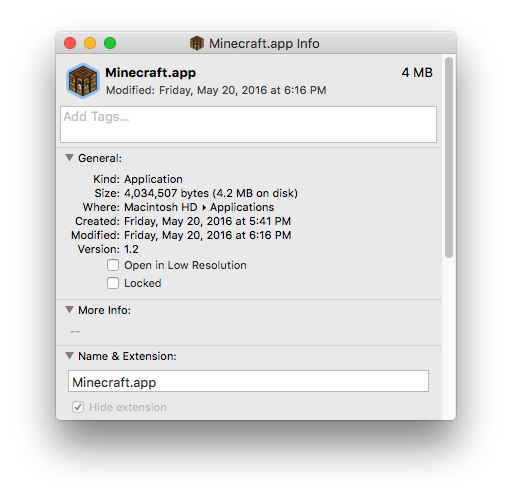 Minecraft.app Info
Minecraft.app 4 MB
Modified: Friday, May 20, 2016 at 6:16 PM
Add Tags...
General:
Kind: Application
Size: 4,034,507 bytes (4.2 MB on disk)
Where: Macintosh HD ▸ Applications
Created: Friday, May 20, 2016 at 5:41 PM
Modified: Friday, May 20, 2016 at 6:16 PM
Version: 1.2
Open in Low Resolution
Locked
More Info:
--
Name & Extension:
Minecraft.app
Hide extension